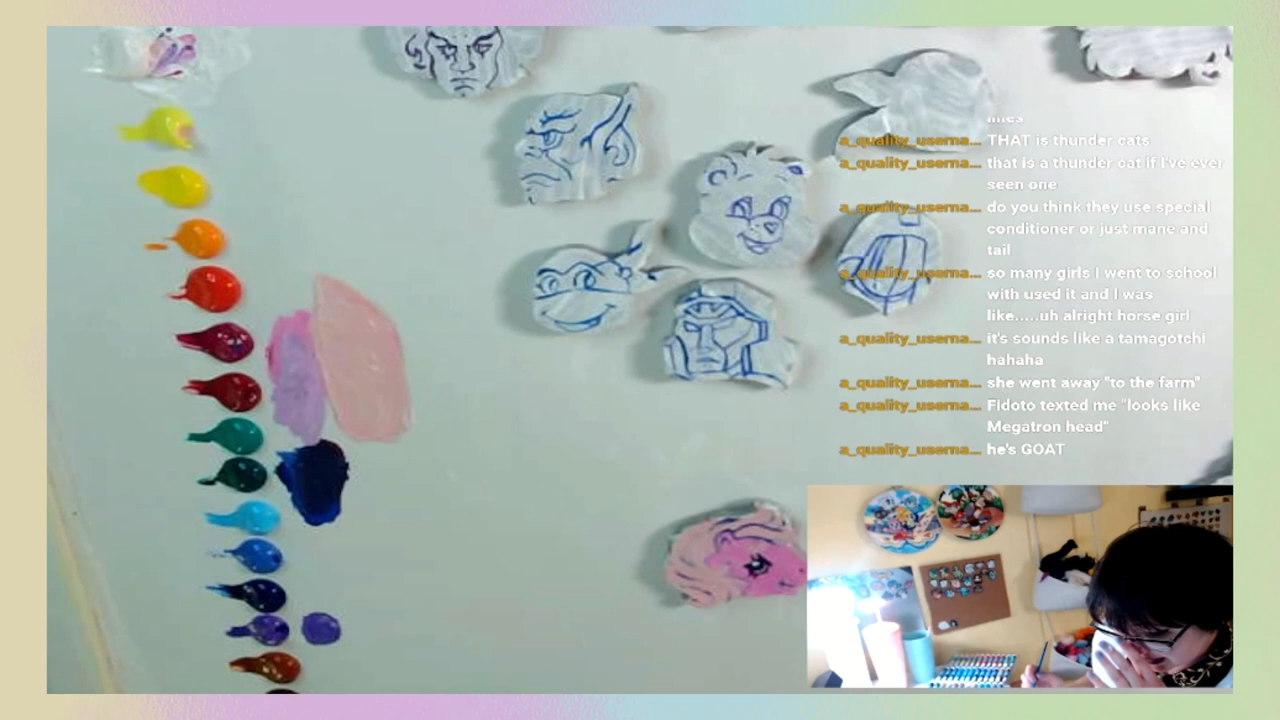 a_quality_userna... THAT is thunder cats
a_quality_userna... that is a thunder cat if I've ever
seen one
a_quality_userna... do you think they use special
conditioner or just mane and
tail
a_quality_userna... so many girls I went to school
with used it and I was
like.....uh alright horse girl
a_quality_userna... it's sounds like a tamagotchi
hahaha
a_quality_userna... she went away "to the farm"
a_quality_userna... Fidoto texted me "looks like
Megatron head"
a_quality_userna... he's GOAT